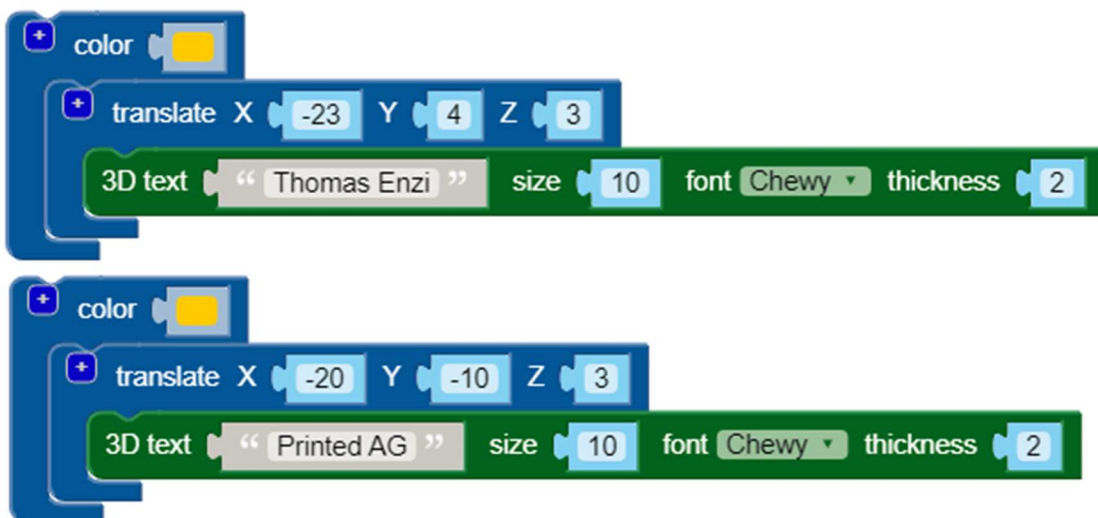 + color
+ translate X -23 Y 4 Z 3
3D text “ Thomas Enzi ” size 10 font Chewy ▾ thickness 2
+ color
+ translate X -20 Y -10 Z 3
3D text “ Printed AG ” size 10 font Chewy ▾ thickness 2